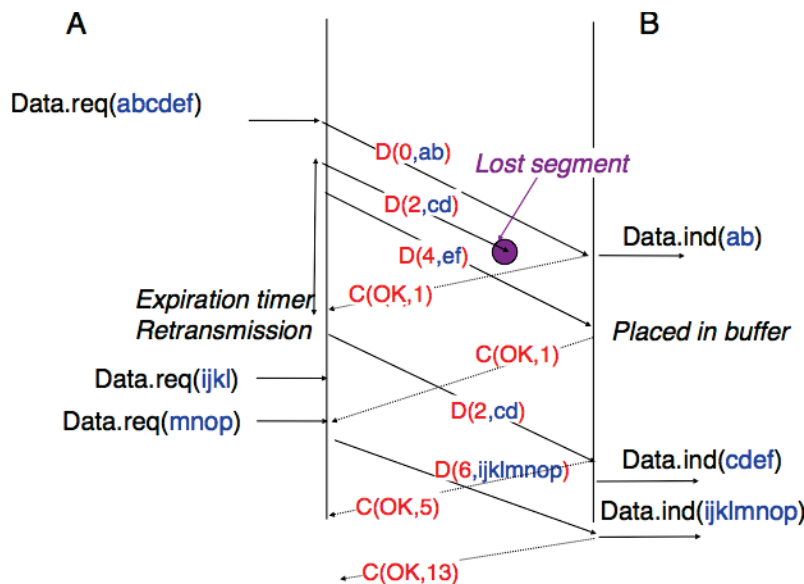 A
B
Data.req(abcdef)
D(0,ab)
Lost segment
D(2,cd)
Data.ind(ab)
D(4,ef)
C(OK,1)
Expiration timer
Retransmission
Placed in buffer
C(OK,1)
Data.req(ijkl)
D(2,cd)
Data.req(mnop)
D(6,ijklmnop)
Data.ind(cdef)
C(OK,5)
Data.ind(ijklmnop)
C(OK,13)